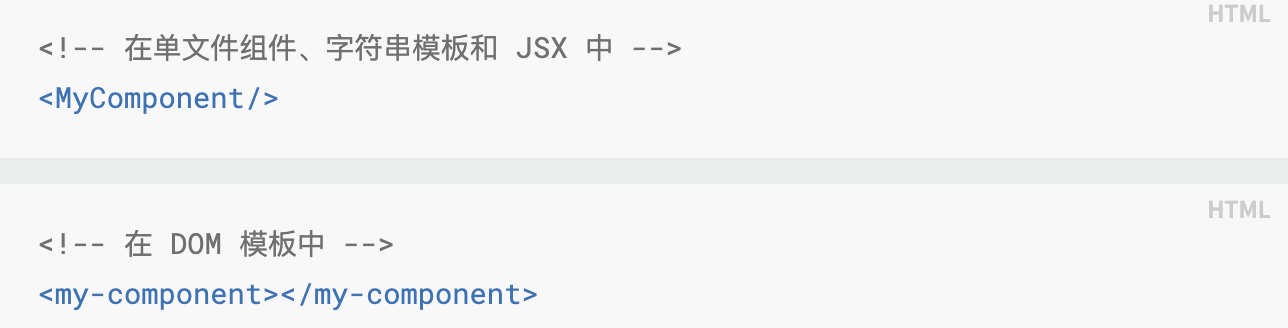 HTML
<!-- 在单文件组件、字符串模板和 JSX 中 -->
<MyComponent/>
HTML
<!-- 在 DOM 模板中 -->
<my-component></my-component>